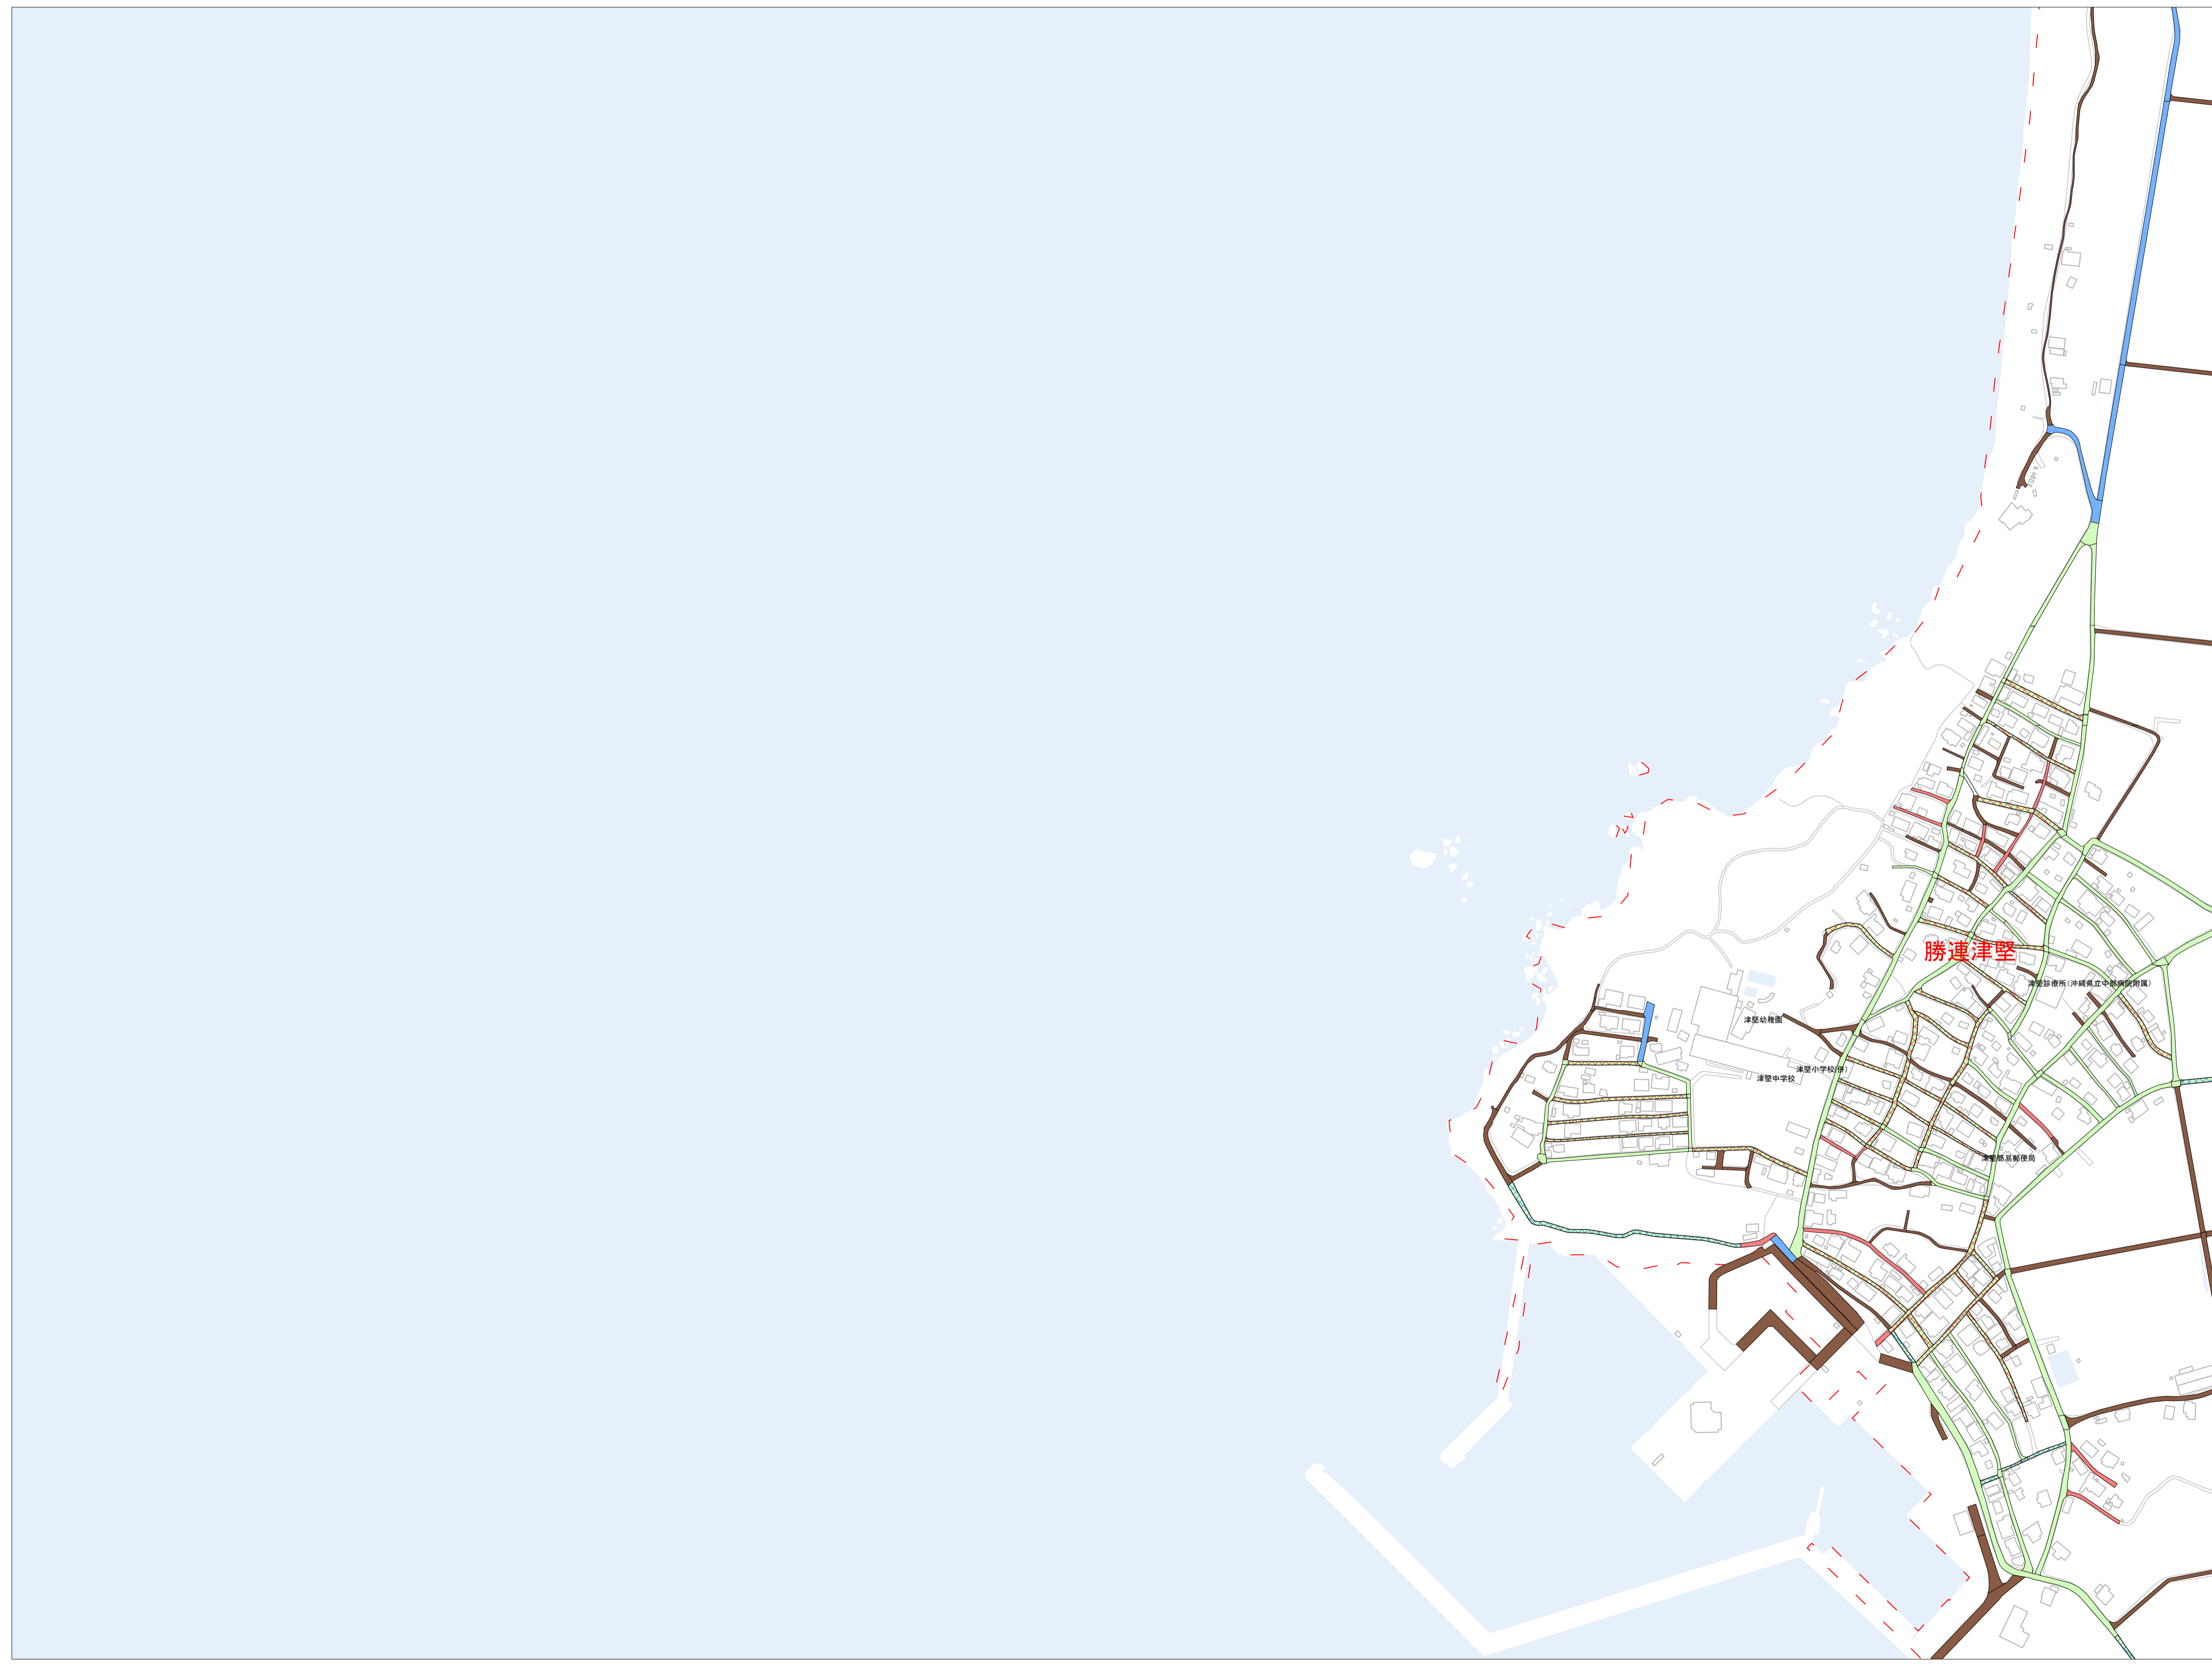 勝連津堅
津堅診療所(沖縄県立中部病院附属)
津堅幼稚園
津堅小学校(併)
津堅中学校
津堅簡易郵便局